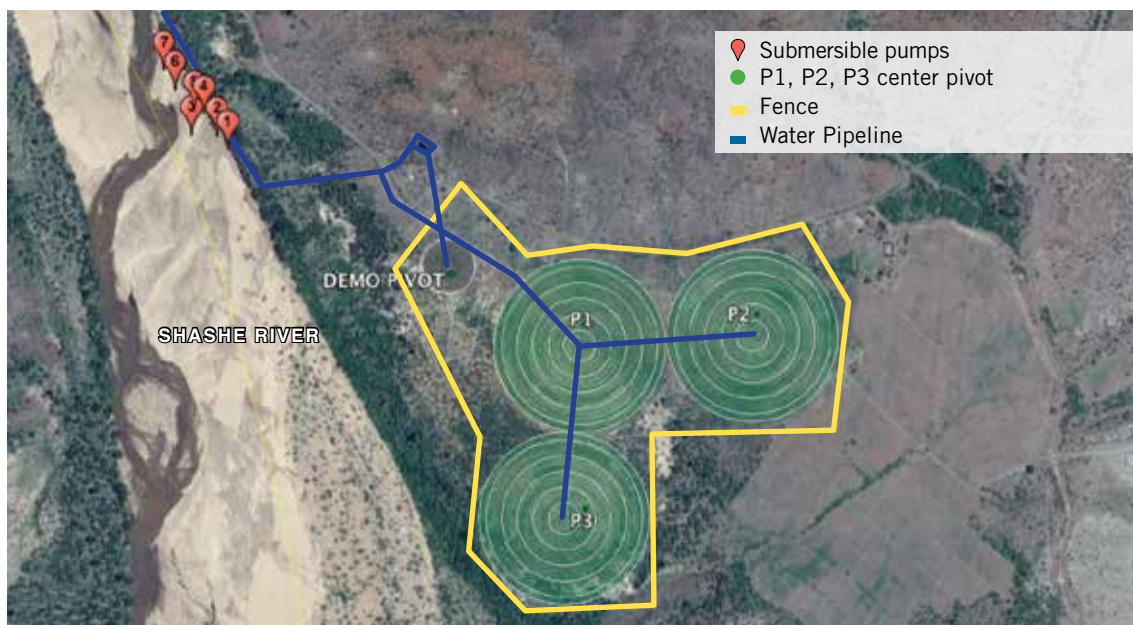 7
6
5
4
3
2
1
Submersible pumps
P1, P2, P3 center pivot
Fence
Water Pipeline
DEMO PIVOT
SHASHE RIVER
P1
P2
P3